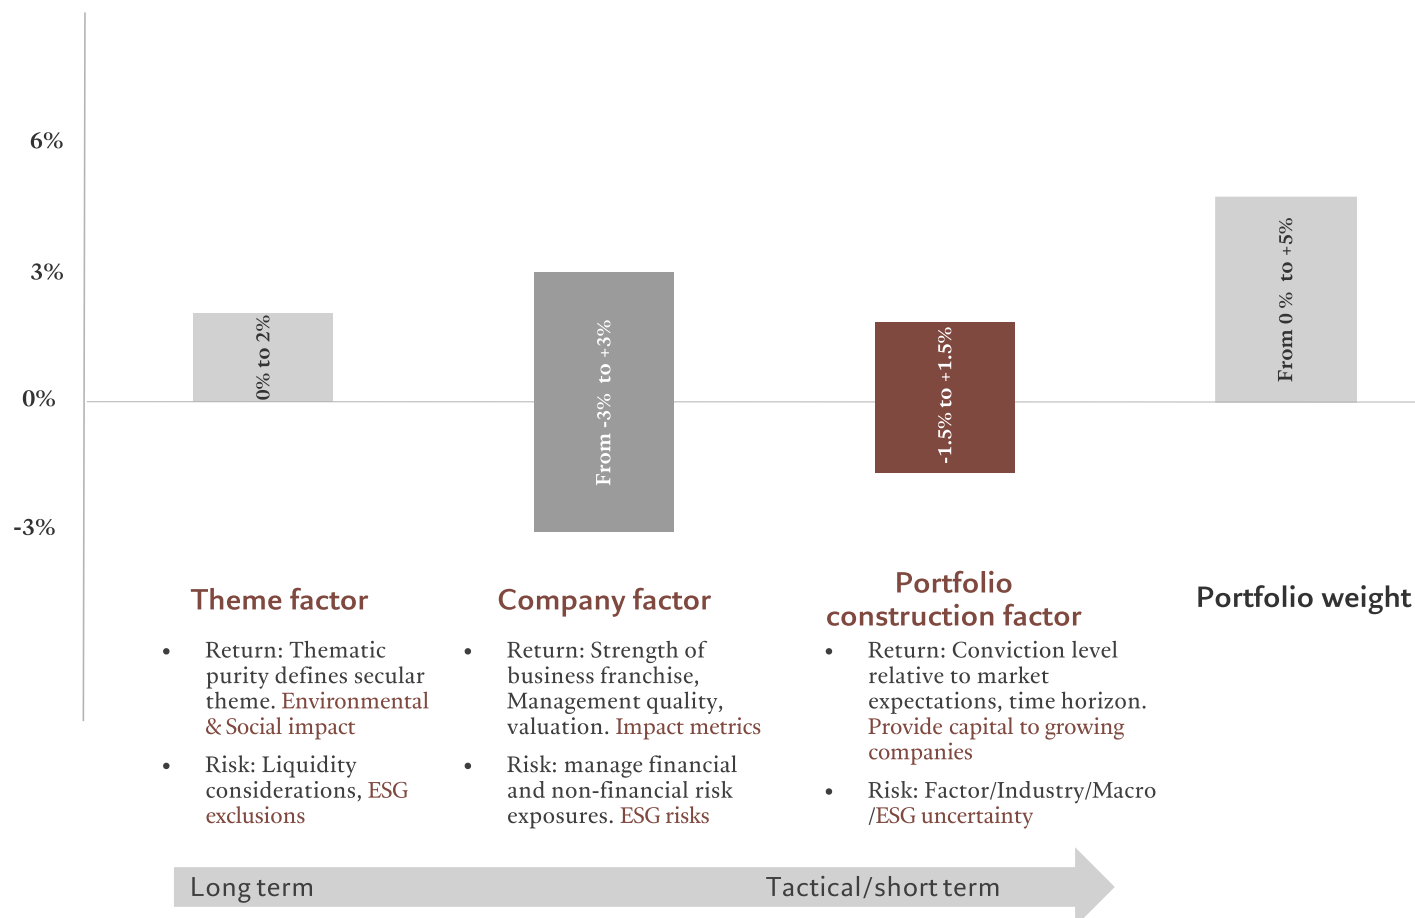 6%
3%
0%
-3%
0% to 2%
From -3%  to +3%
-1.5% to +1.5%
From 0 %  to +5%
Theme factor
• Return: Thematic
purity defines secular
theme. Environmental
& Social impact
• Risk: Liquidity
considerations, ESG
exclusions
Company factor
• Return: Strength of
business franchise,
Management quality,
valuation. Impact metrics
• Risk: manage financial
and non-financial risk
exposures. ESG risks
Portfolio
construction factor
• Return: Conviction level
relative to market
expectations, time horizon.
Provide capital to growing
companies
• Risk: Factor/Industry/Macro
/ESG uncertainty
Portfolio weight
Long term
Tactical/short term